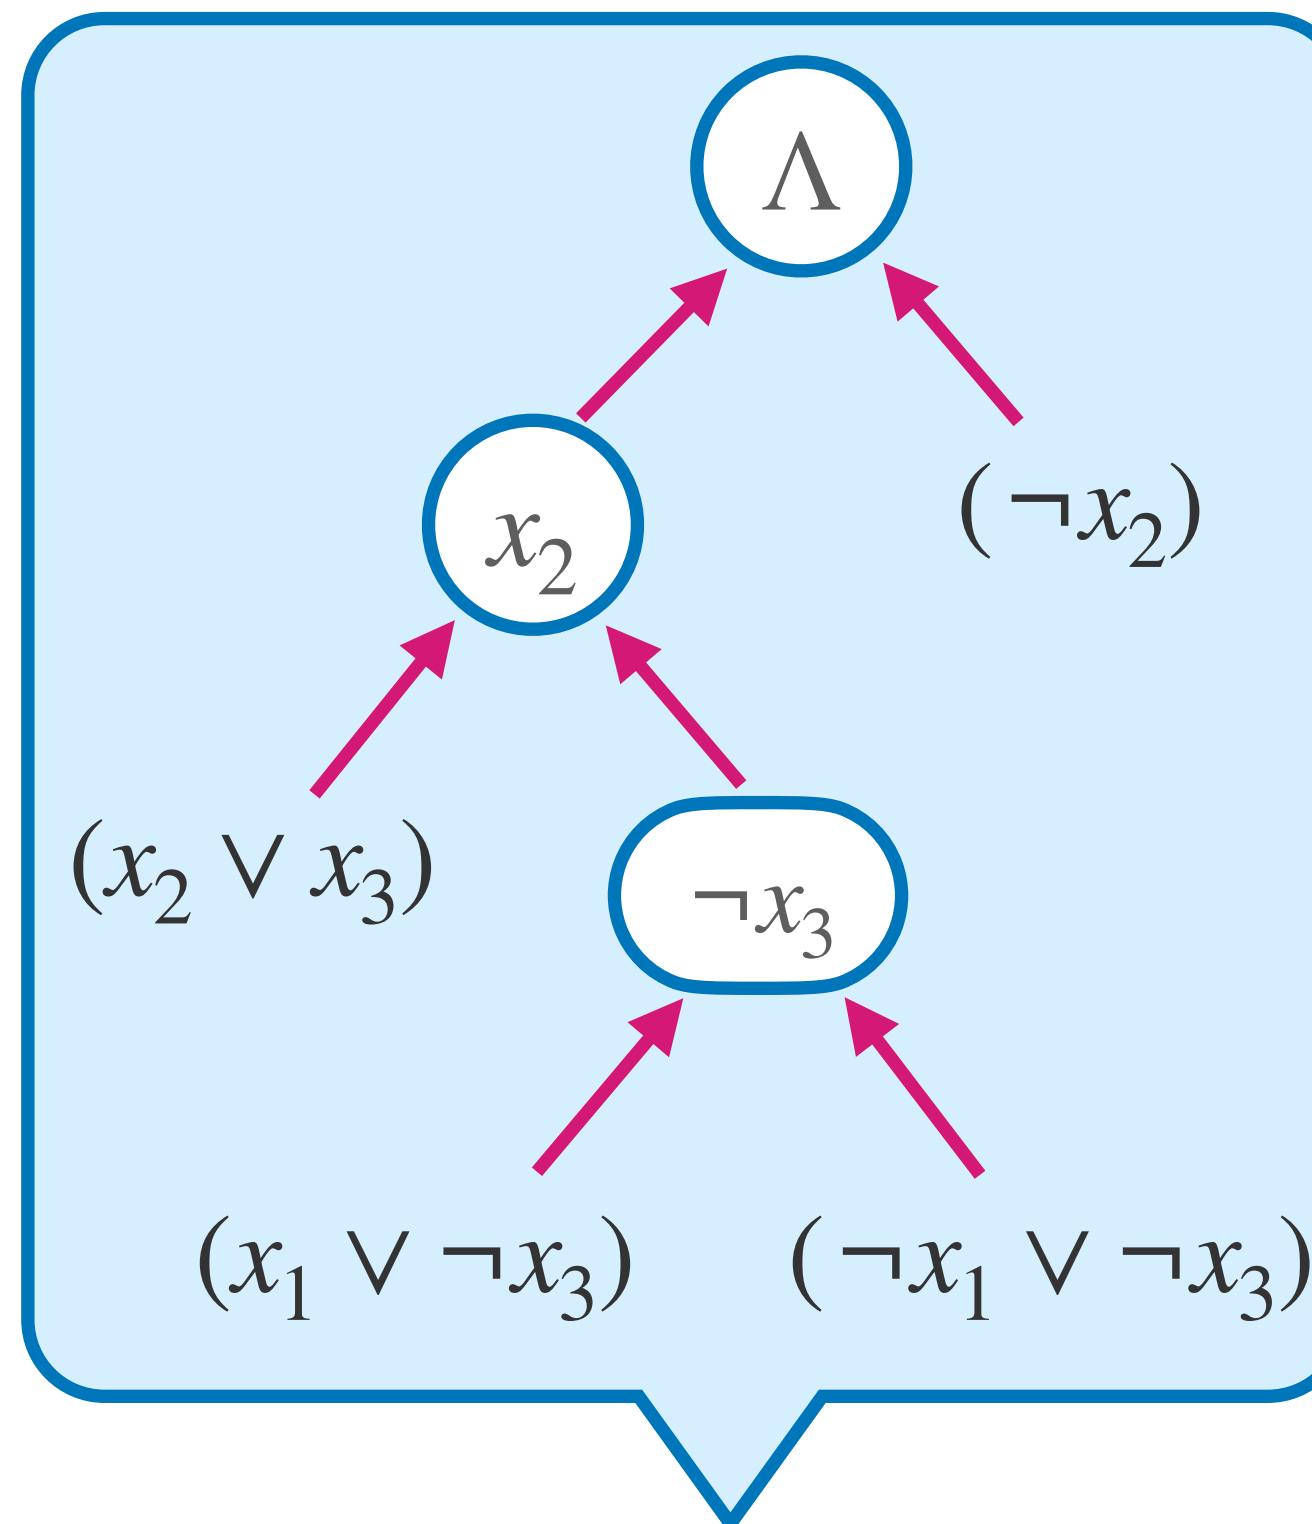 Λ
x₂
(¬x₂)
(x₂ ∨ x₃)
¬x₃
(x₁ ∨ ¬x₃)
(¬x₁ ∨ ¬x₃)